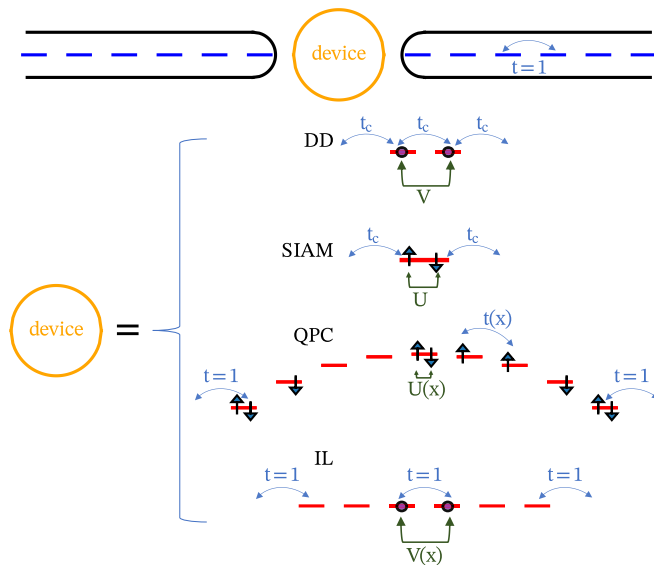 device
t=1
DD
t_c t_c t_c
V
SIAM
t_c t_c
U
device =
QPC
t(x)
t=1
U(x)
t=1
IL
t=1 t=1 t=1
V(x)